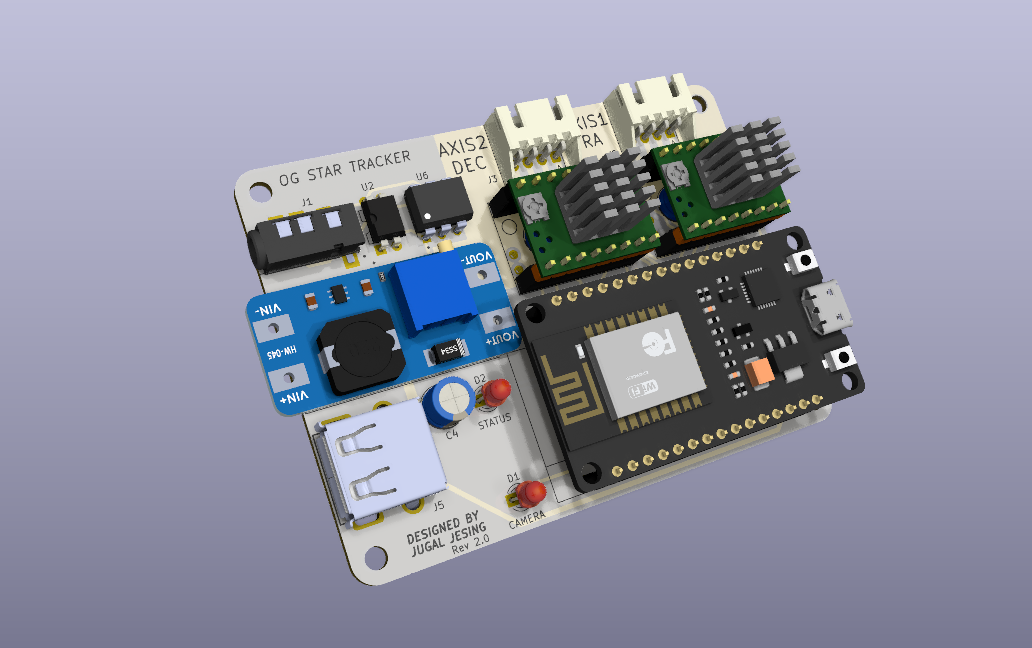 OG STAR TRACKER
AXIS2
DEC
AXIS1
RA
J1
U2
U6
J3
VIN-
HW-045
VIN+
VOUT-
VOUT+
SS34
D2
STATUS
C4
D1
CAMERA
J5
DESIGNED BY
JUGAL JESING
Rev 2.0